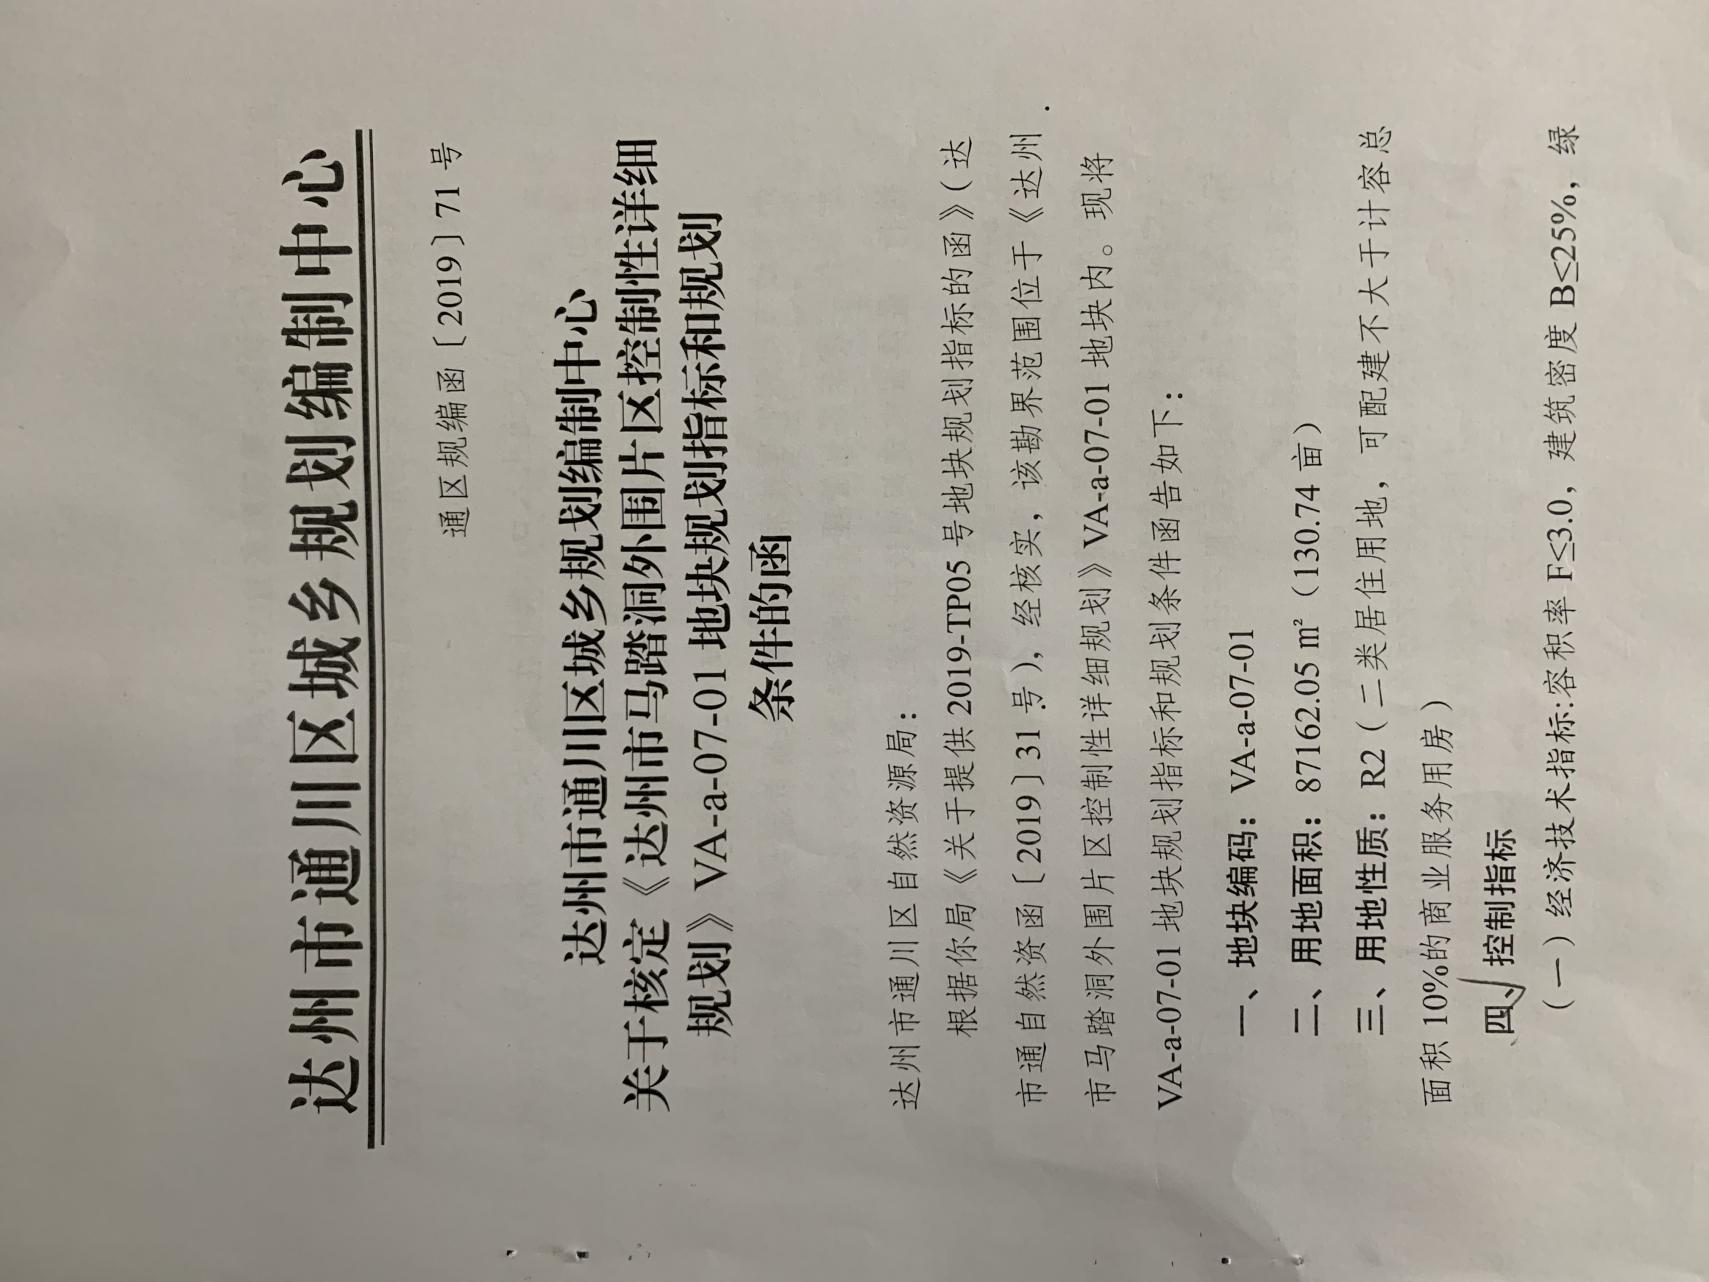 达州市通川区城乡规划编制中心
通区规编函〔2019〕71号
达州市通川区城乡规划编制中心
关于核定《达州市马踏洞外围片区控制性详细
规划》VA-a-07-01 地块规划指标和规划
条件的函
达州市通川区自然资源局：
根据你局《关于提供 2019-TP05 号地块规划指标的函》（达
市通自然资函〔2019〕31 号），经核实，该勘界范围位于《达州
市马踏洞外围片区控制性详细规划》VA-a-07-01 地块内。现将
VA-a-07-01 地块规划指标和规划条件函告如下：
一、地块编码：VA-a-07-01
二、用地面积：87162.05 ㎡（130.74 亩）
三、用地性质：R2（二类居住用地，可配建不大于计容总
面积 10%的商业服务用房）
四、控制指标
（一）经济技术指标:容积率 F≤3.0，建筑密度 B≤25%，绿